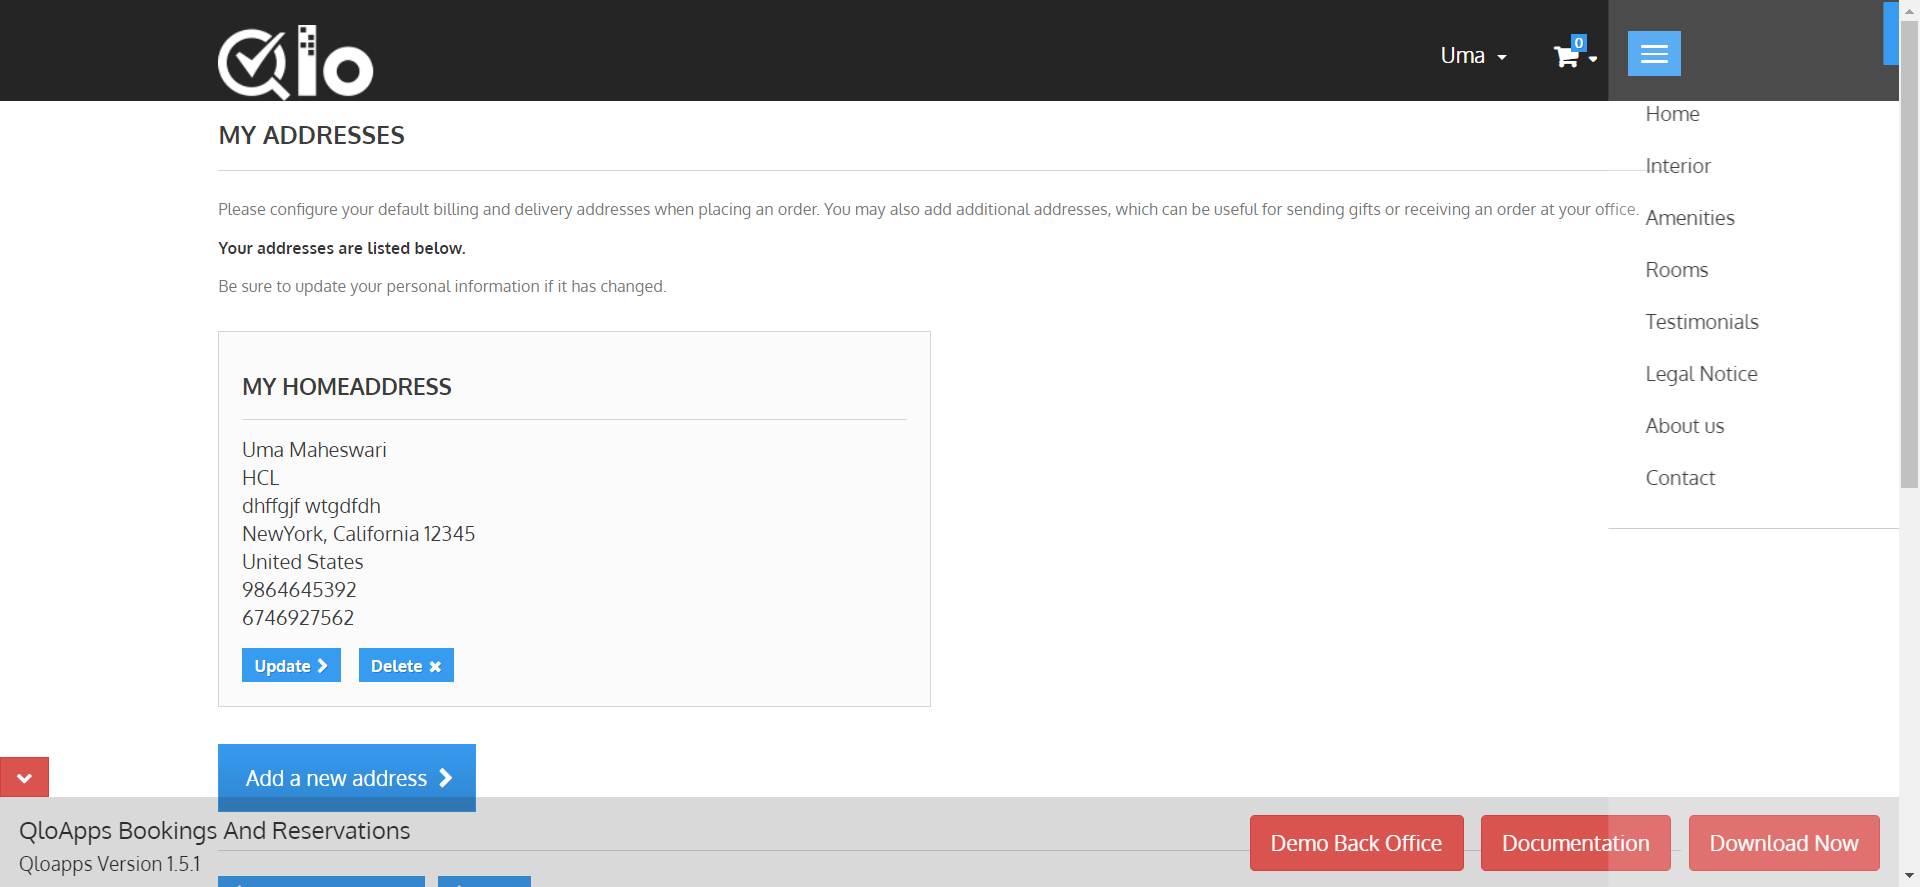 Qlo
Uma
0
Home
MY ADDRESSES
Interior
Please configure your default billing and delivery addresses when placing an order. You may also add additional addresses, which can be useful for sending gifts or receiving an order at your office.
Amenities
Your addresses are listed below.
Rooms
Be sure to update your personal information if it has changed.
Testimonials
Legal Notice
About us
Contact
MY HOMEADDRESS
Uma Maheswari
HCL
dhffgjf wtgdfdh
NewYork, California 12345
United States
9864645392
6746927562
Update
Delete
Add a new address
QloApps Bookings And Reservations
Qloapps Version 1.5.1
Demo Back Office
Documentation
Download Now